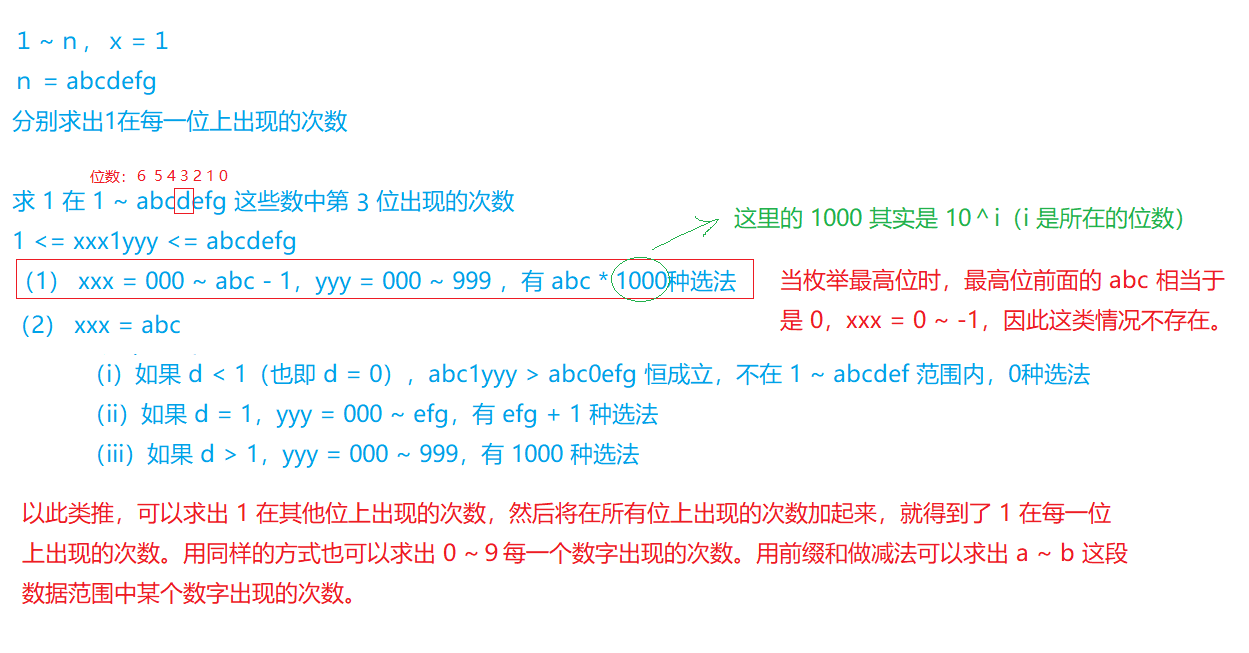 1 ~ n ， x = 1
n = abcdefg
分别求出1在每一位上出现的次数
位数： 6 5 4 3 2 1 0
求 1 在 1 ~ abcdefg 这些数中第 3 位出现的次数
1 <= xxx1yyy <= abcdefg
这里的 1000 其实是 10 ^ i（i 是所在的位数）
（1） xxx = 000 ~ abc - 1，yyy = 000 ~ 999 ，有 abc * 1000种选法
当枚举最高位时，最高位前面的 abc 相当于
是 0，xxx = 0 ~ -1，因此这类情况不存在。
（2） xxx = abc
（i）如果 d < 1（也即 d = 0），abc1yyy > abc0efg 恒成立，不在 1 ~ abcdef 范围内，0种选法
（ii）如果 d = 1，yyy = 000 ~ efg，有 efg + 1 种选法
（iii）如果 d > 1，yyy = 000 ~ 999，有 1000 种选法
以此类推，可以求出 1 在其他位上出现的次数，然后将在所有位上出现的次数加起来，就得到了 1 在每一位
上出现的次数。用同样的方式也可以求出 0 ~ 9 每一个数字出现的次数。用前缀和做减法可以求出 a ~ b 这段
数据范围中某个数字出现的次数。